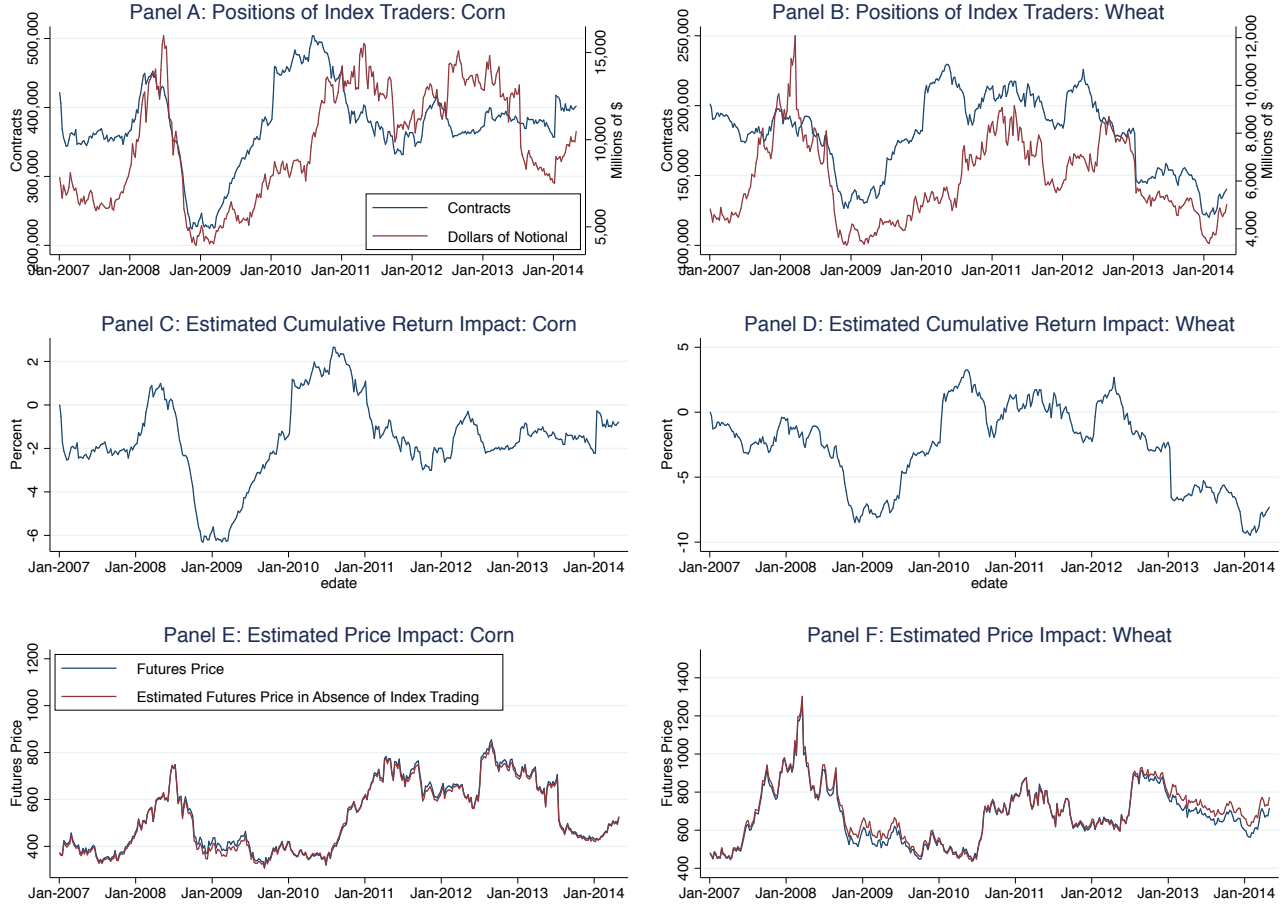 Panel A: Positions of Index Traders: Corn
Contracts
500,000
400,000
300,000
200,000
15,000
10,000
5,000
Millions of $
Contracts
Dollars of Notional
Jan-2007 Jan-2008 Jan-2009 Jan-2010 Jan-2011 Jan-2012 Jan-2013 Jan-2014
Panel B: Positions of Index Traders: Wheat
Contracts
250,000
200,000
150,000
100,000
12,000
10,000
8,000
6,000
4,000
Millions of $
Jan-2007 Jan-2008 Jan-2009 Jan-2010 Jan-2011 Jan-2012 Jan-2013 Jan-2014
Panel C: Estimated Cumulative Return Impact: Corn
Percent
2
0
-2
-4
-6
Jan-2007 Jan-2008 Jan-2009 Jan-2010 Jan-2011 Jan-2012 Jan-2013 Jan-2014
edate
Panel D: Estimated Cumulative Return Impact: Wheat
Percent
5
0
-5
-10
Jan-2007 Jan-2008 Jan-2009 Jan-2010 Jan-2011 Jan-2012 Jan-2013 Jan-2014
edate
Panel E: Estimated Price Impact: Corn
Futures Price
1200
1000
800
600
400
Futures Price
Estimated Futures Price in Absence of Index Trading
Jan-2007 Jan-2008 Jan-2009 Jan-2010 Jan-2011 Jan-2012 Jan-2013 Jan-2014
Panel F: Estimated Price Impact: Wheat
Futures Price
1400
1200
1000
800
600
400
Jan-2007 Jan-2008 Jan-2009 Jan-2010 Jan-2011 Jan-2012 Jan-2013 Jan-2014